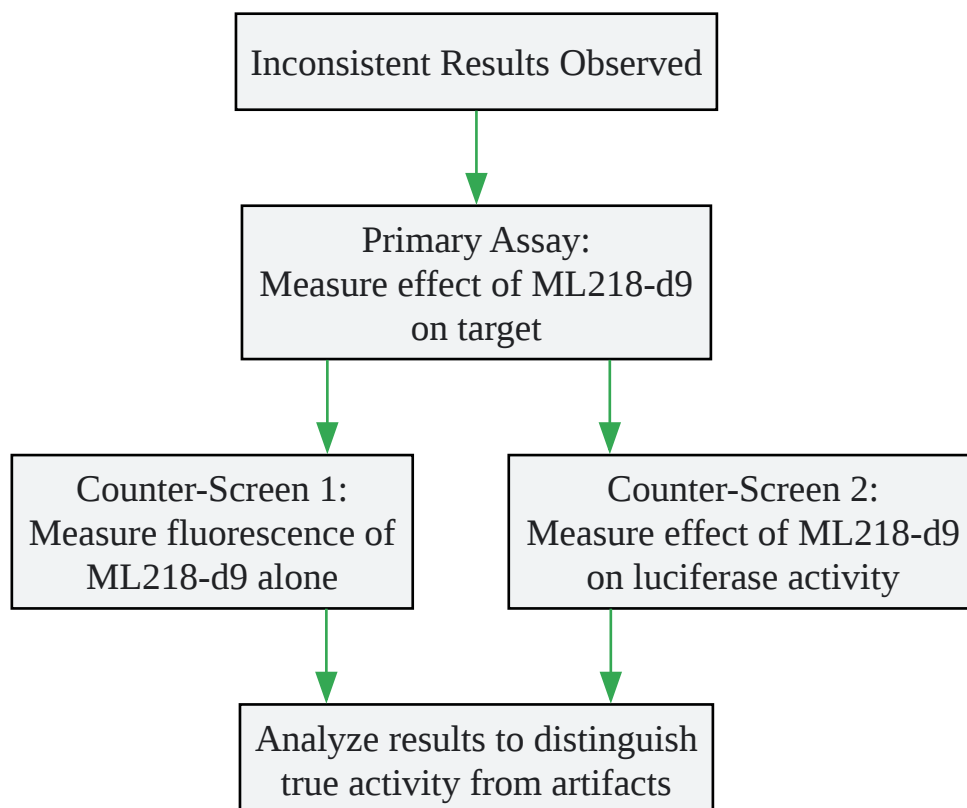 Inconsistent Results Observed
Primary Assay:
Measure effect of ML218-d9
on target
Counter-Screen 1:
Measure fluorescence of
ML218-d9 alone
Counter-Screen 2:
Measure effect of ML218-d9
on luciferase activity
Analyze results to distinguish
true activity from artifacts